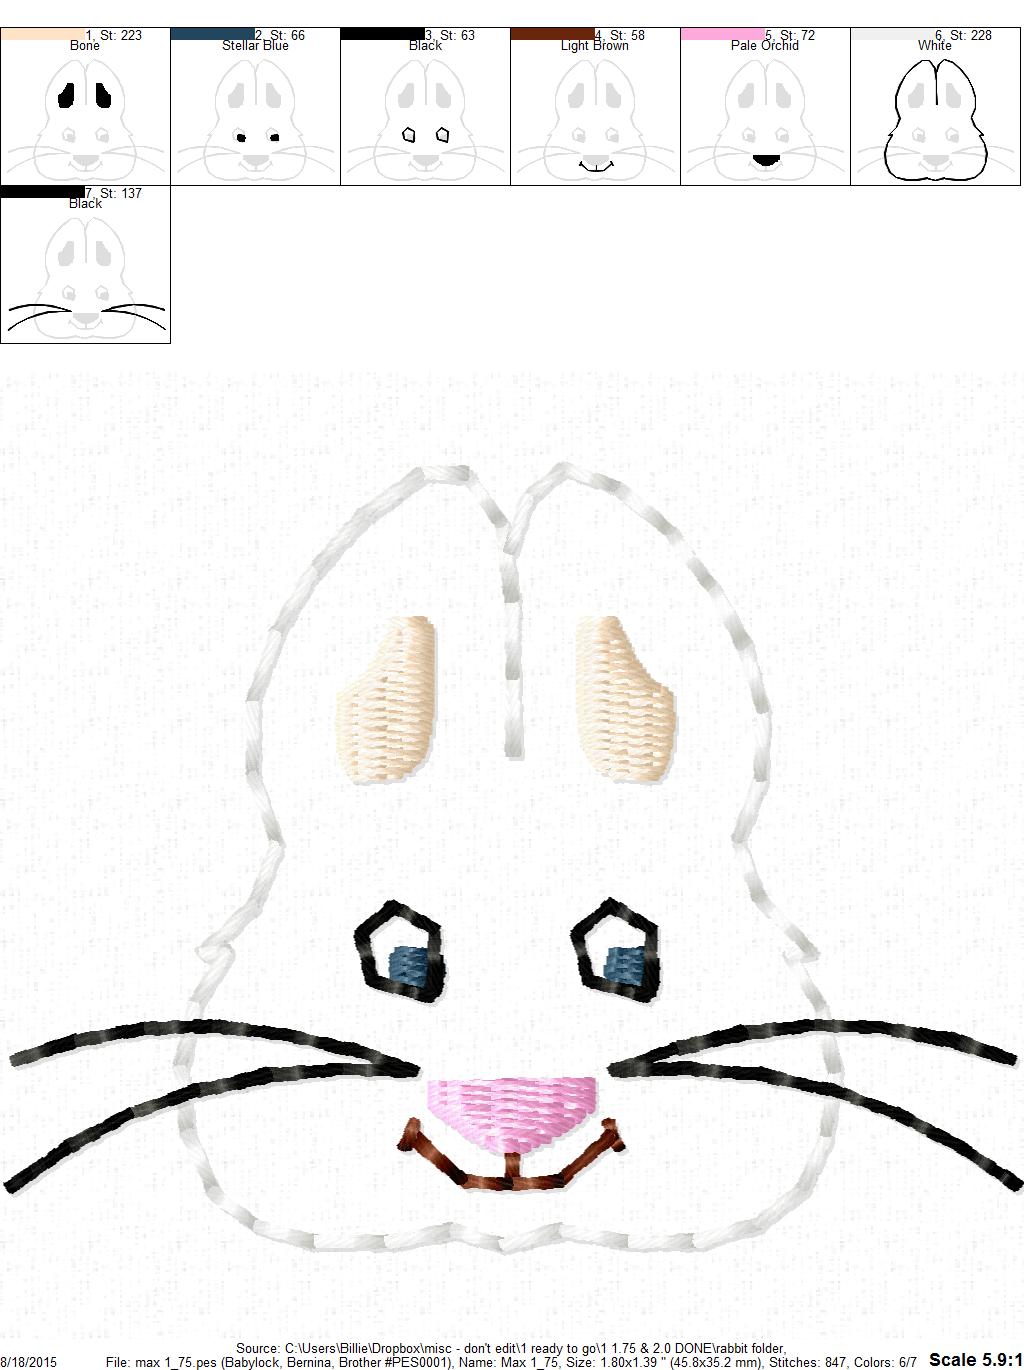 1, St: 223
Bone
2, St: 66
Stellar Blue
3, St: 63
Black
4, St: 58
Light Brown
5, St: 72
Pale Orchid
6, St: 228
White
7, St: 137
Black
Source: C:\Users\Billie\Dropbox\misc - don't edit\1 ready to go\1 1.75 & 2.0 DONE\rabbit folder,
8/18/2015 File: max 1_75.pes (Babylock, Bernina, Brother #PES0001), Name: Max 1_75, Size: 1.80x1.39 " (45.8x35.2 mm), Stitches: 847, Colors: 6/7 Scale 5.9:1